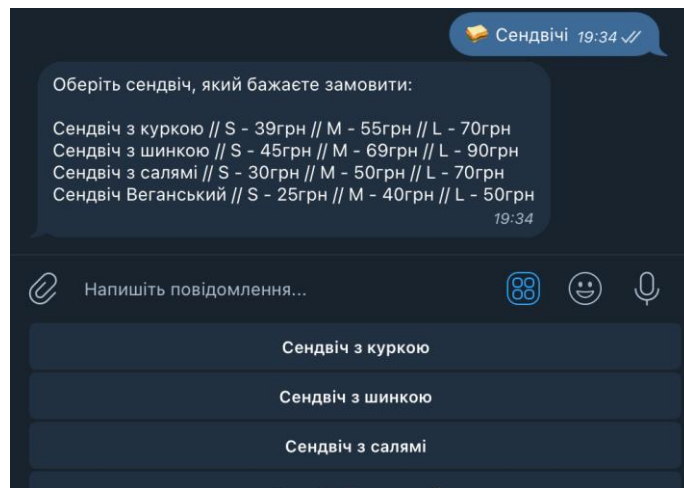 Сендвічі 19:34
Оберіть сендвіч, який бажаєте замовити:
Сендвіч з куркою // S - 39грн // M - 55грн // L - 70грн
Сендвіч з шинкою // S - 45грн // M - 69грн // L - 90грн
Сендвіч з салямі // S - 30грн // M - 50грн // L - 70грн
Сендвіч Веганський // S - 25грн // M - 40грн // L - 50грн
19:34
Напишіть повідомлення...
Сендвіч з куркою
Сендвіч з шинкою
Сендвіч з салямі